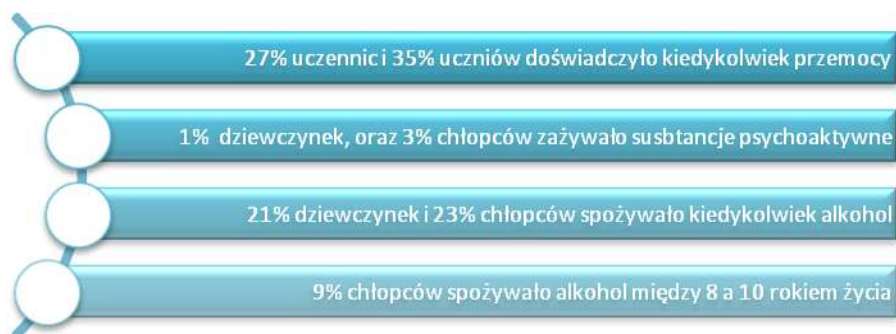 27% uczennic i 35% uczniów doświadczyło kiedykolwiek przemocy
1% dziewczynek, oraz 3% chłopców zażywało susbtancje psychoaktywne
21% dziewczynek i 23% chłopców spożywało kiedykolwiek alkohol
9% chłopców spożywało alkohol między 8 a 10 rokiem życia